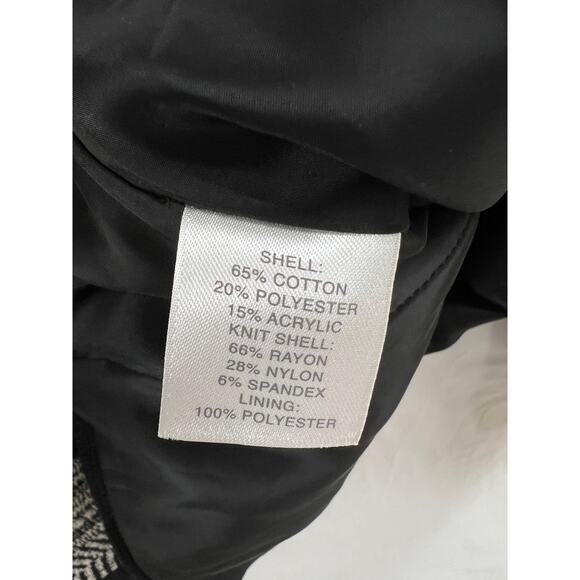 SHELL:
65% COTTON
20% POLYESTER
15% ACRYLIC
KNIT SHELL:
66% RAYON
28% NYLON
6% SPANDEX
LINING:
100% POLYESTER